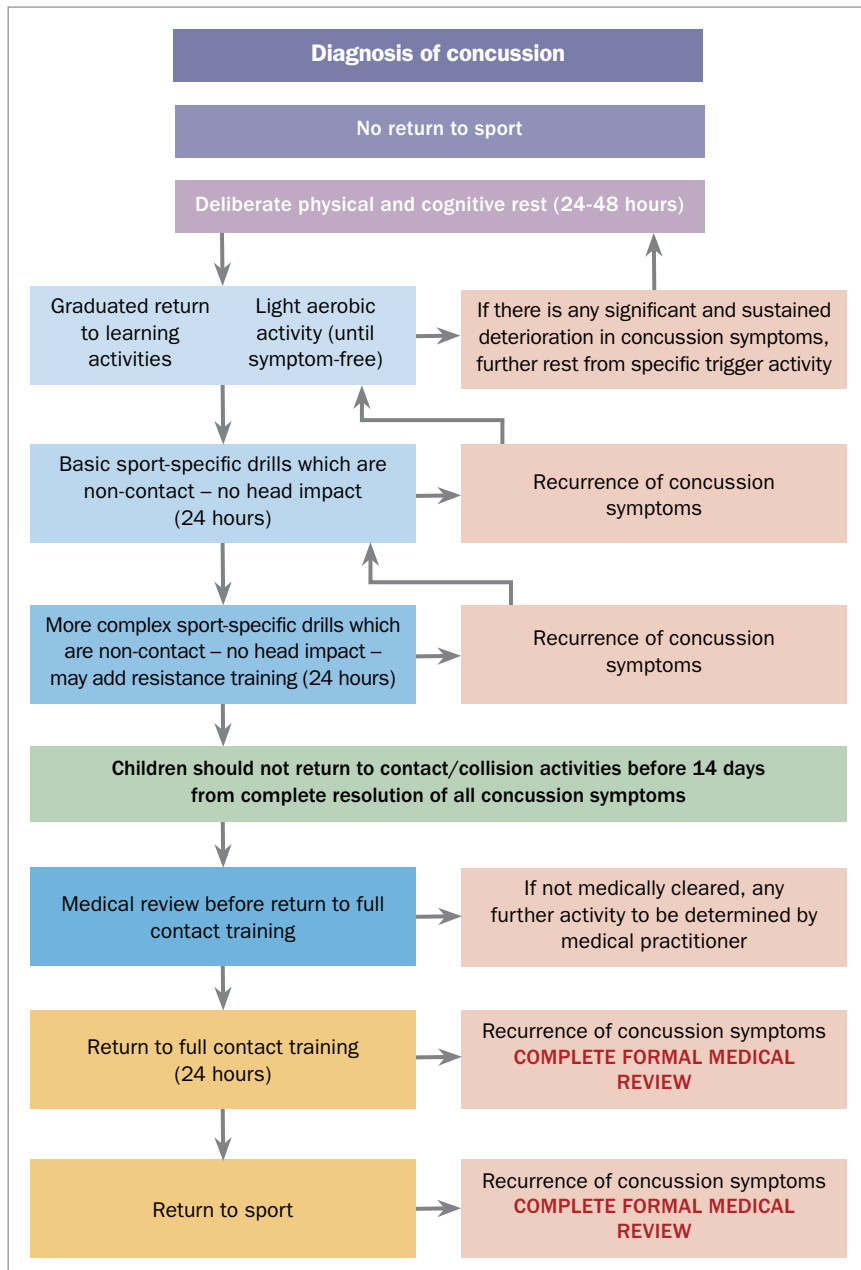 Diagnosis of concussion
No return to sport
Deliberate physical and cognitive rest (24-48 hours)
Graduated return
to learning
activities
Light aerobic
activity (until
symptom-free)
If there is any significant and sustained
deterioration in concussion symptoms,
further rest from specific trigger activity
Basic sport-specific drills which are
non-contact – no head impact
(24 hours)
Recurrence of concussion
symptoms
More complex sport-specific drills which
are non-contact – no head impact –
may add resistance training (24 hours)
Recurrence of concussion
symptoms
Children should not return to contact/collision activities before 14 days
from complete resolution of all concussion symptoms
Medical review before return to full
contact training
If not medically cleared, any
further activity to be determined by
medical practitioner
Return to full contact training
(24 hours)
Recurrence of concussion symptoms
COMPLETE FORMAL MEDICAL
REVIEW
Return to sport
Recurrence of concussion symptoms
COMPLETE FORMAL MEDICAL
REVIEW